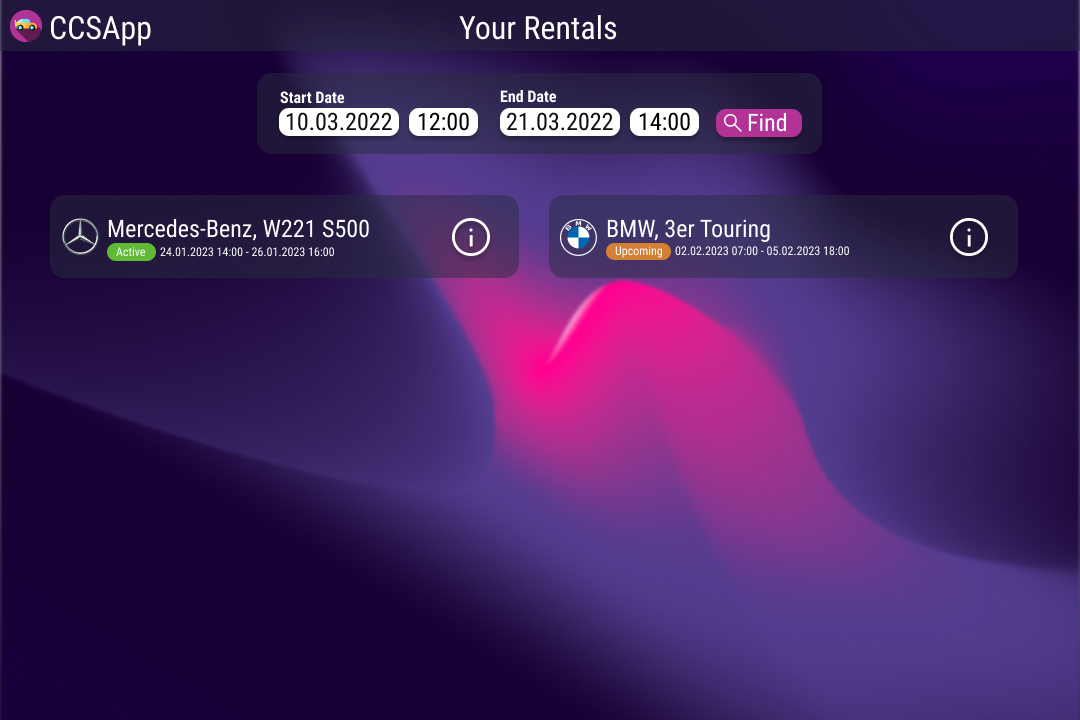 CCSApp
Your Rentals
Start Date
End Date
10.03.2022 12:00 21.03.2022 14:00 Find
Mercedes-Benz, W221 S500
Active 24.01.2023 14:00 - 26.01.2023 16:00
BMW, 3er Touring
Upcoming 02.02.2023 07:00 - 05.02.2023 18:00